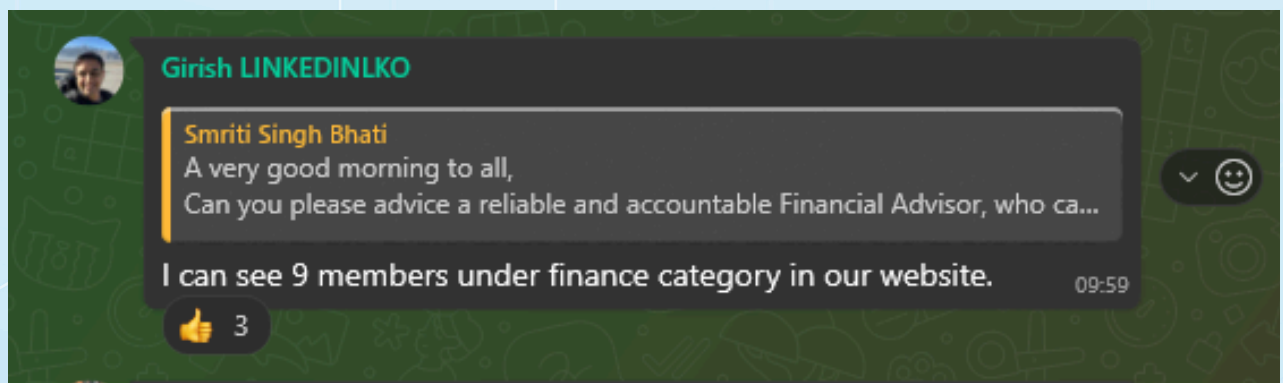 Girish LINKEDINLKO
Smriti Singh Bhati
A very good morning to all,
Can you please advice a reliable and accountable Financial Advisor, who ca...
I can see 9 members under finance category in our website.
09:59
3